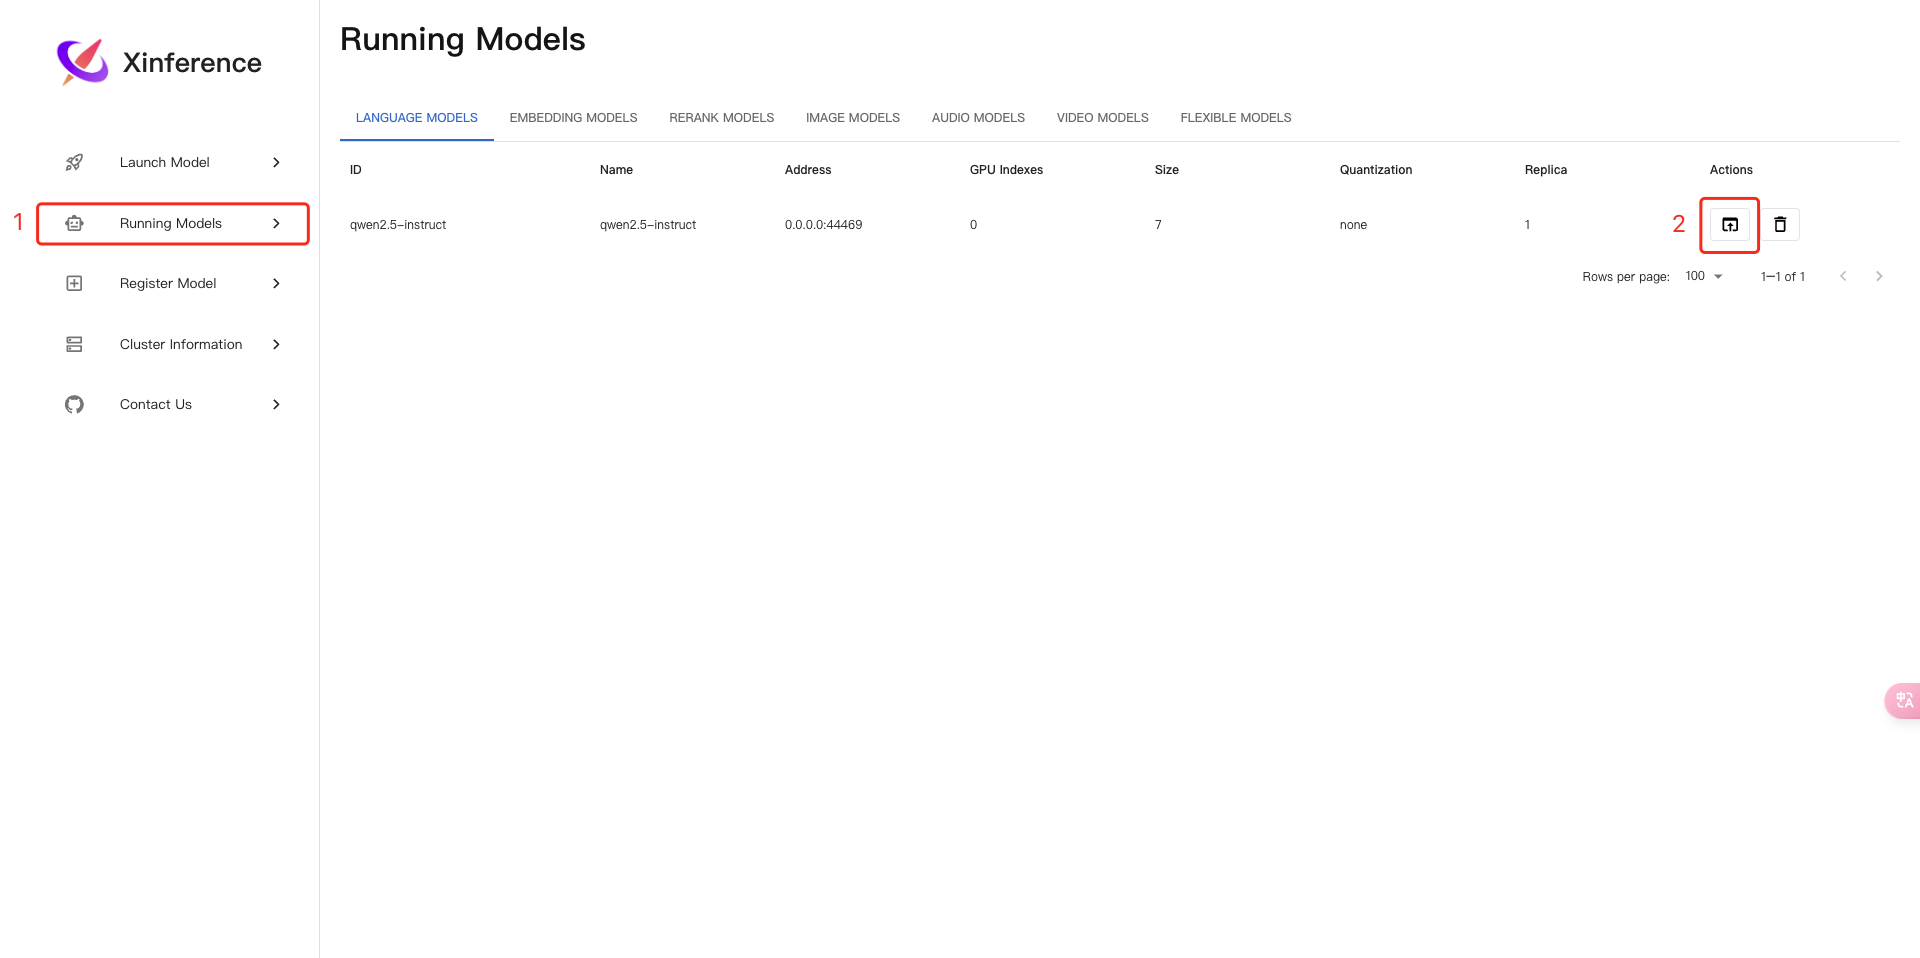 Xinference
Launch Model
1
Running Models
Register Model
Cluster Information
Contact Us
Running Models
LANGUAGE MODELS EMBEDDING MODELS RERANK MODELS IMAGE MODELS AUDIO MODELS VIDEO MODELS FLEXIBLE MODELS
ID Name Address GPU Indexes Size Quantization Replica Actions
qwen2.5-instruct qwen2.5-instruct 0.0.0.0:44469 0 7 none 1 2
Rows per page: 100 1–1 of 1
中A